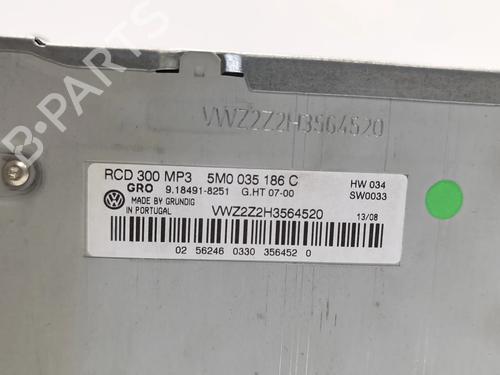 B-PARTS
VWZ2Z2H3564520
RCD 300 MP3 5M0 035 186 C
GRO 9.18491-8251 G.HT 07-00 HW 034
MADE BY GRUNDIG SW0033
IN PORTUGAL VWZ2Z2H3564520 13/08
02 56246 0330 356452 0